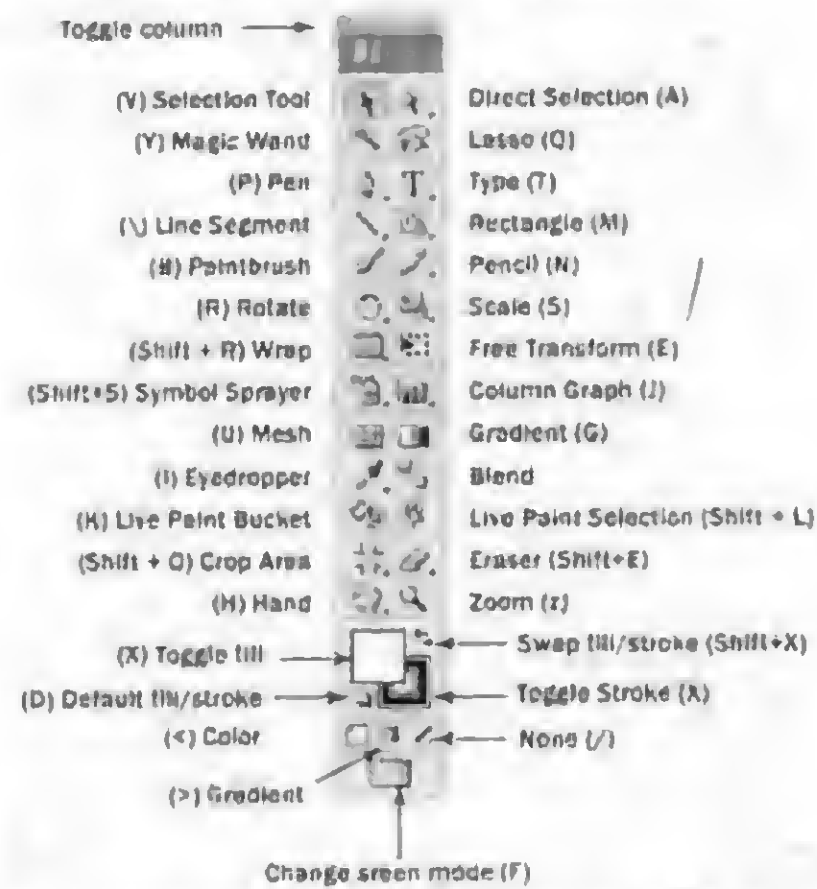 Toggle column
(V) Selection Tool
Direct Selection (A)
(Y) Magic Wand
Lasso (Q)
(P) Pen
Type (T)
(\) Line Segment
Rectangle (M)
(B) Paintbrush
Pencil (N)
(R) Rotate
Scale (S)
(Shift + R) Wrap
Free Transform (E)
(Shift+S) Symbol Sprayer
Column Graph (J)
(U) Mesh
Gradient (G)
(I) Eyedropper
Blend
(K) Live Paint Bucket
Live Paint Selection (Shift + L)
(Shift + O) Crop Area
Eraser (Shift+E)
(H) Hand
Zoom (z)
(X) Toggle fill
Swap fill/stroke (Shift+X)
(D) Default fill/stroke
Toggle Stroke (X)
(<) Color
None (/)
(>) Gradient
Change sreen mode (F)